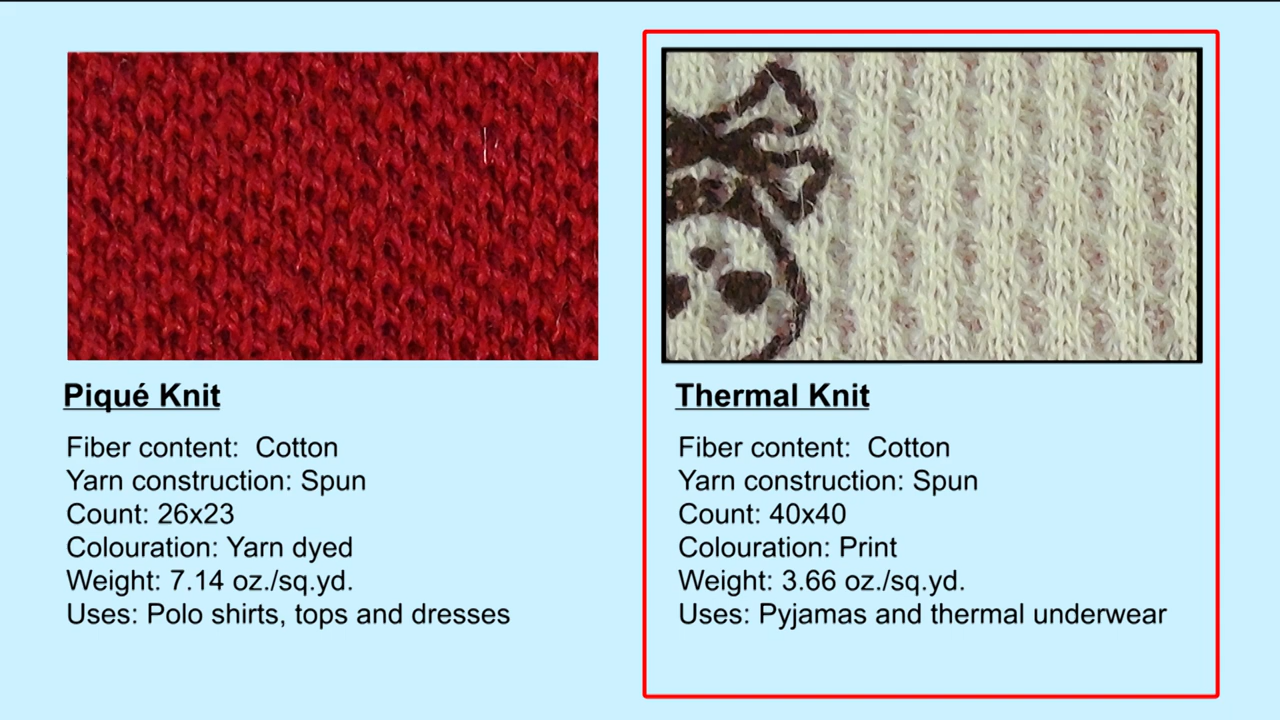 Piqué Knit
Fiber content:  Cotton
Yarn construction: Spun
Count: 26x23
Colouration: Yarn dyed
Weight: 7.14 oz./sq.yd.
Uses: Polo shirts, tops and dresses
Thermal Knit
Fiber content:  Cotton
Yarn construction: Spun
Count: 40x40
Colouration: Print
Weight: 3.66 oz./sq.yd.
Uses: Pyjamas and thermal underwear